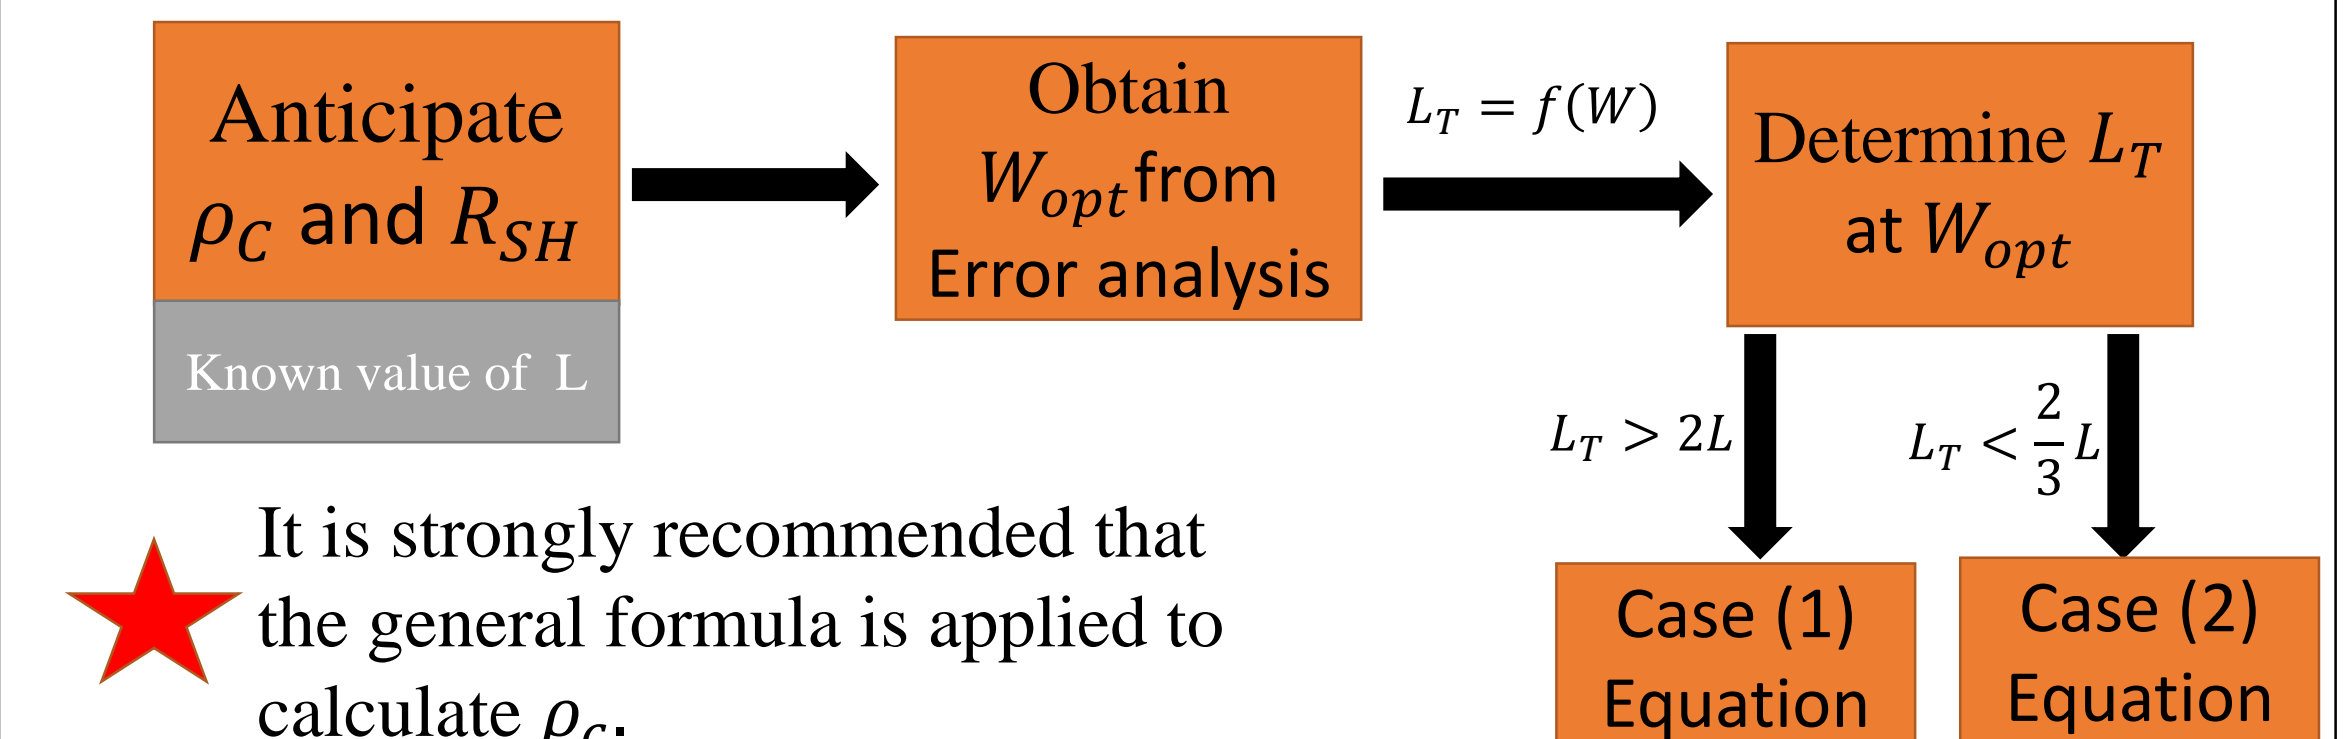 Anticipate
ρ_C and R_SH
Known value of L
Obtain
W_opt from
Error analysis
L_T = f(W)
Determine L_T
at W_opt
L_T > 2L
L_T < 2/3 L
Case (1)
Equation
Case (2)
Equation
It is strongly recommended that
the general formula is applied to
calculate ρ_c.